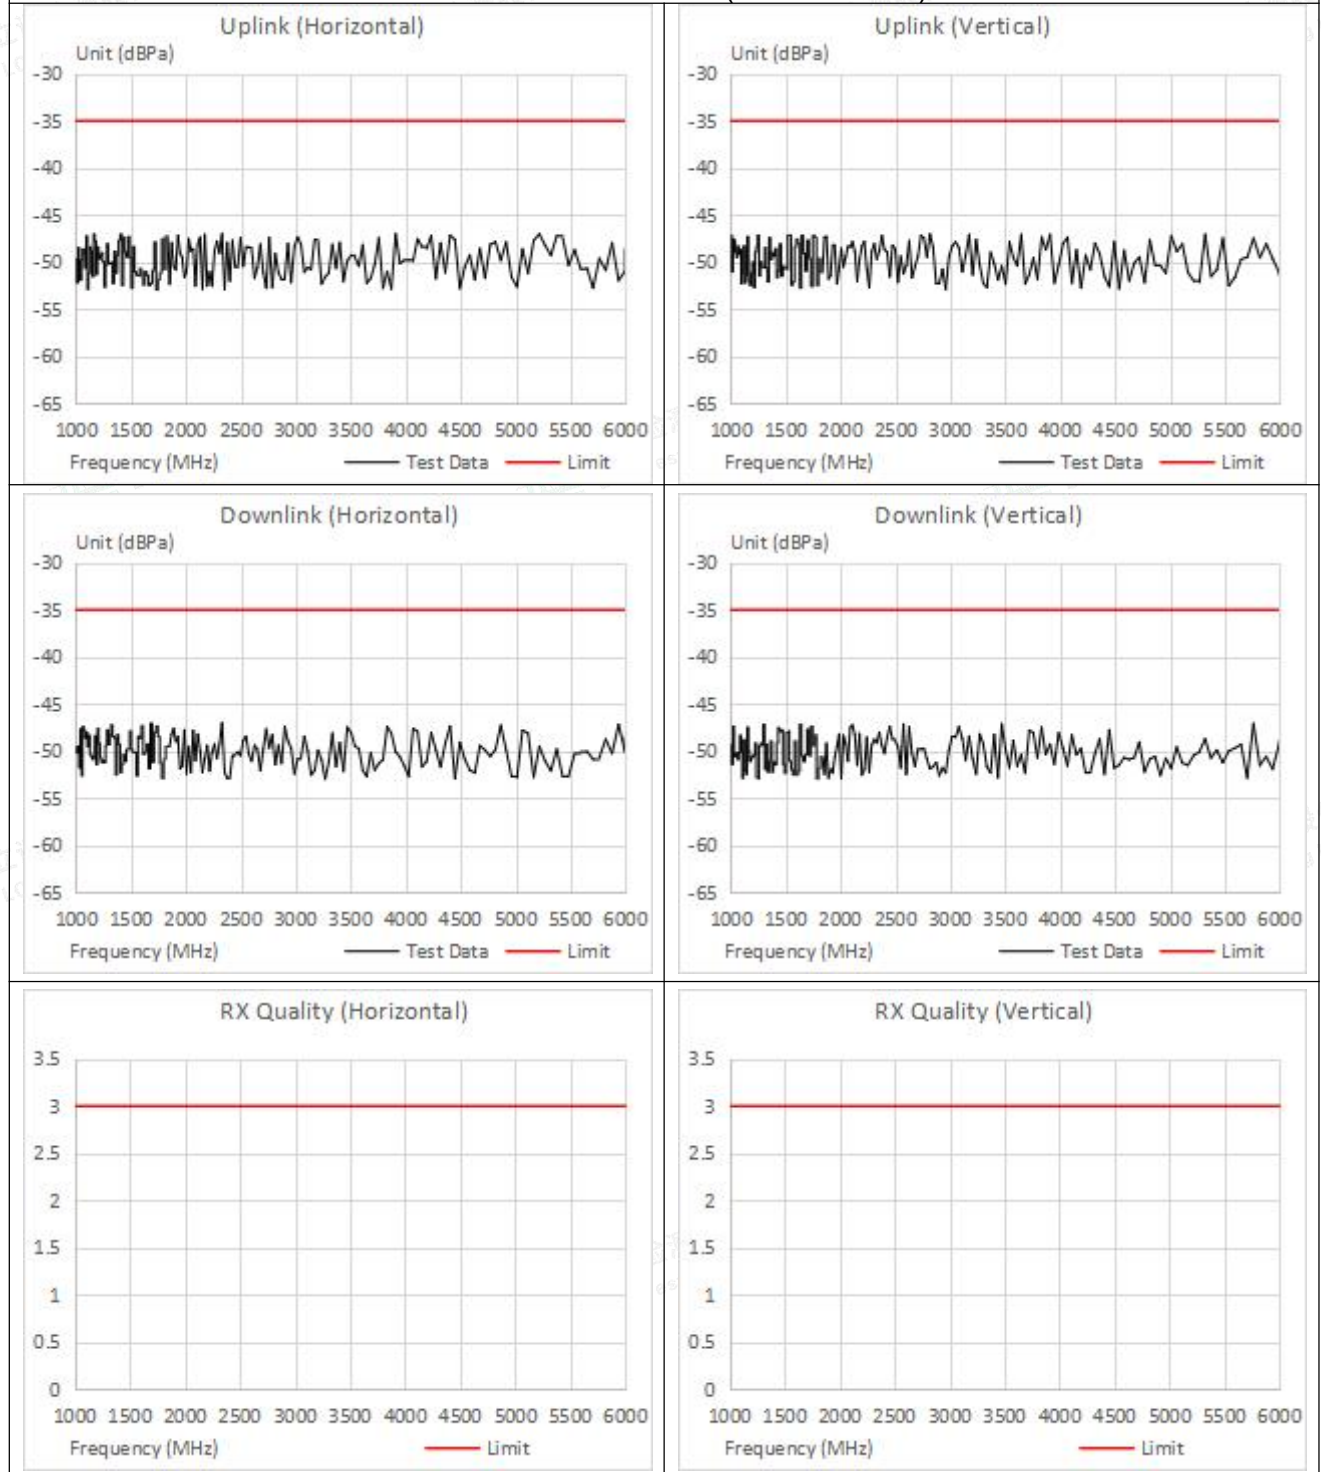 Uplink (Horizontal)
Unit (dBPa)
-30
-35
-40
-45
-50
-55
-60
-65
1000 1500 2000 2500 3000 3500 4000 4500 5000 5500 6000
Frequency (MHz) Test Data Limit
Uplink (Vertical)
Unit (dBPa)
-30
-35
-40
-45
-50
-55
-60
-65
1000 1500 2000 2500 3000 3500 4000 4500 5000 5500 6000
Frequency (MHz) Test Data Limit
Downlink (Horizontal)
Unit (dBPa)
-30
-35
-40
-45
-50
-55
-60
-65
1000 1500 2000 2500 3000 3500 4000 4500 5000 5500 6000
Frequency (MHz) Test Data Limit
Downlink (Vertical)
Unit (dBPa)
-30
-35
-40
-45
-50
-55
-60
-65
1000 1500 2000 2500 3000 3500 4000 4500 5000 5500 6000
Frequency (MHz) Test Data Limit
RX Quality (Horizontal)
3.5
3
2.5
2
1.5
1
0.5
0
1000 1500 2000 2500 3000 3500 4000 4500 5000 5500 6000
Frequency (MHz) Limit
RX Quality (Vertical)
3.5
3
2.5
2
1.5
1
0.5
0
1000 1500 2000 2500 3000 3500 4000 4500 5000 5500 6000
Frequency (MHz) Limit